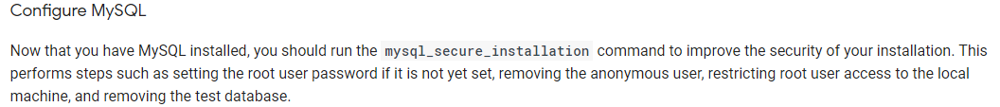 Configure MySQL
Now that you have MySQL installed, you should run the mysql_secure_installation command to improve the security of your installation. This
performs steps such as setting the root user password if it is not yet set, removing the anonymous user, restricting root user access to the local
machine, and removing the test database.